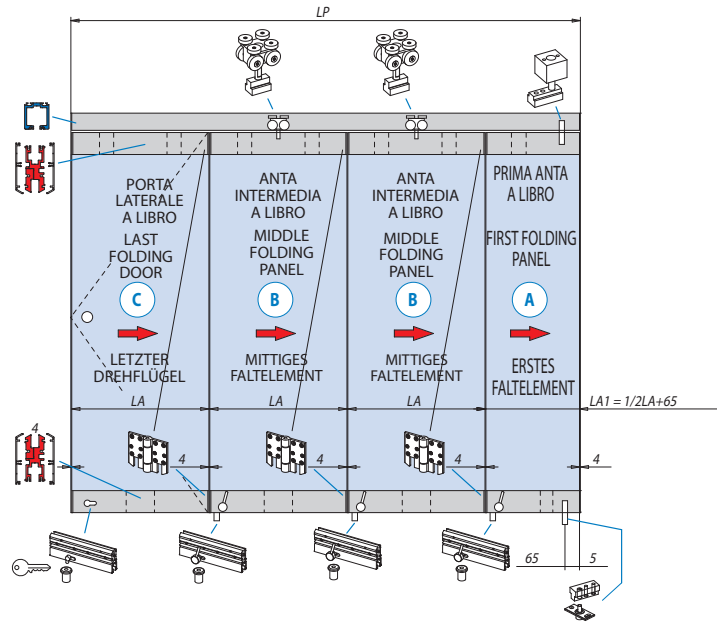 LP
PORTA
LATERALE
A LIBRO
LAST
FOLDING
DOOR
C
LETZTER
DREHFLÜGEL
ANTA
INTERMEDIA
A LIBRO
MIDDLE
FOLDING
PANEL
B
MITTIGES
FALTELEMENT
ANTA
INTERMEDIA
A LIBRO
MIDDLE
FOLDING
PANEL
B
MITTIGES
FALTELEMENT
PRIMA ANTA
A LIBRO
FIRST FOLDING
PANEL
A
ERSTES
FALTELEMENT
LA
LA
LA
LA1 = 1/2LA+65
4
4
4
4
4
65
5